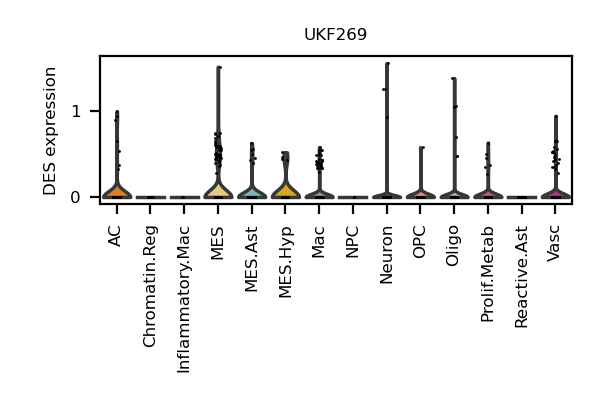 UKF269
DES expression
1
0
AC
Chromatin.Reg
Inflammatory.Mac
MES
MES.Ast
MES.Hyp
Mac
NPC
Neuron
OPC
Oligo
Prolif.Metab
Reactive.Ast
Vasc